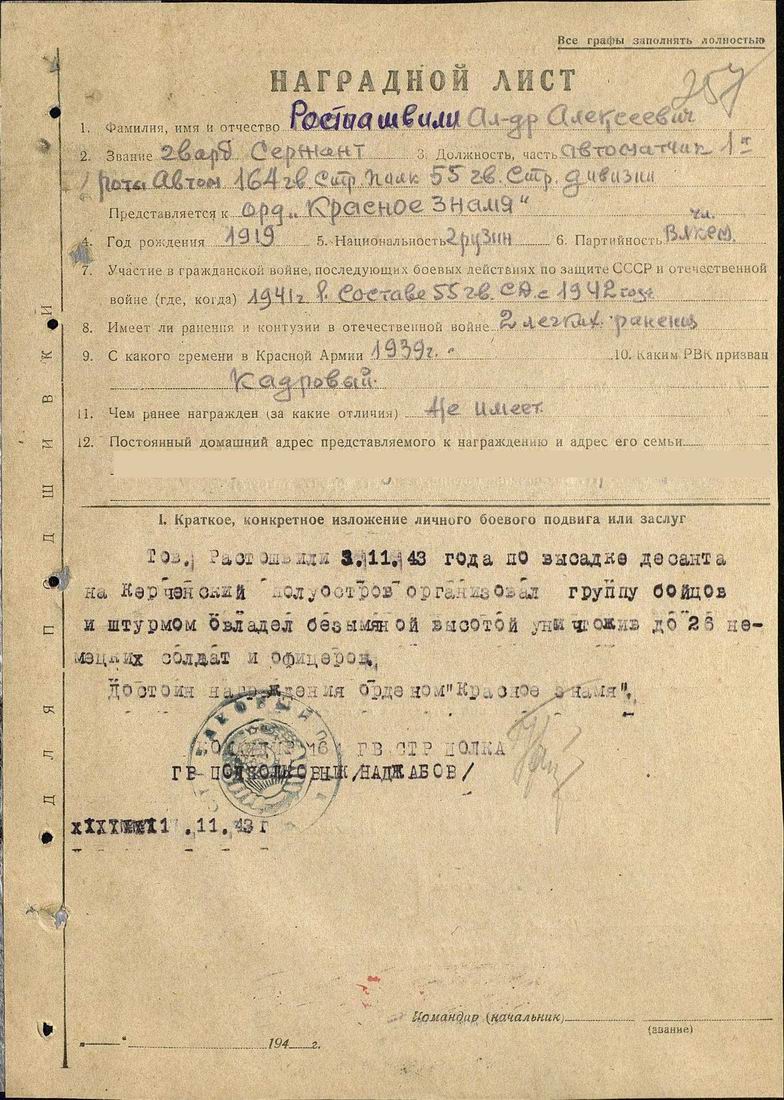 Все графы заполнять полностью
НАГРАДНОЙ ЛИСТ
257
1. Фамилия, имя и отчество Ростиашвили Ал-др Алексеевич
2. Звание гвард Сержант 3. Должность, часть автоматчик 1й
роты Автом 164 гв Стр. полк 55 гв. Стр. дивизии
Представляется к орд. "Красное Знамя"
4. Год рождения 1919 5. Национальность грузин 6. Партийность чл. ВЛКСМ.
7. Участие в гражданской войне, последующих боевых действиях по защите СССР и отечественной
войне (где, когда) 1941г В Составе 55 гв. СД с 1942 года
8. Имеет ли ранения и контузии в отечественной войне 2 легких ранения
9. С какого времени в Красной Армии 1939г. 10. Каким РВК призван
Кадровый.
11. Чем ранее награжден (за какие отличия) Не имеет
12. Постоянный домашний адрес представляемого к награждению и адрес его семьи
I. Краткое, конкретное изложение личного боевого подвига или заслуг
Тов. Растошвили 3.11.43 года по высадке десанта
на Керченский полуостров организовал группу бойцов
и штурмом овладел безымяной высотой уничтожив до 26 не-
мецких солдат и офицеров,
Достоин награждения орденом "Красное знамя".
КОМАНДИР 164 ГВ СТР ПОЛКА
ГВ ПОДПОЛКОВНИК /НАДЖАБОВ/
.11.43 г
Командир (начальник)
(звание)
"	" 194 г.
ДЛЯ ПОДШИВКИ